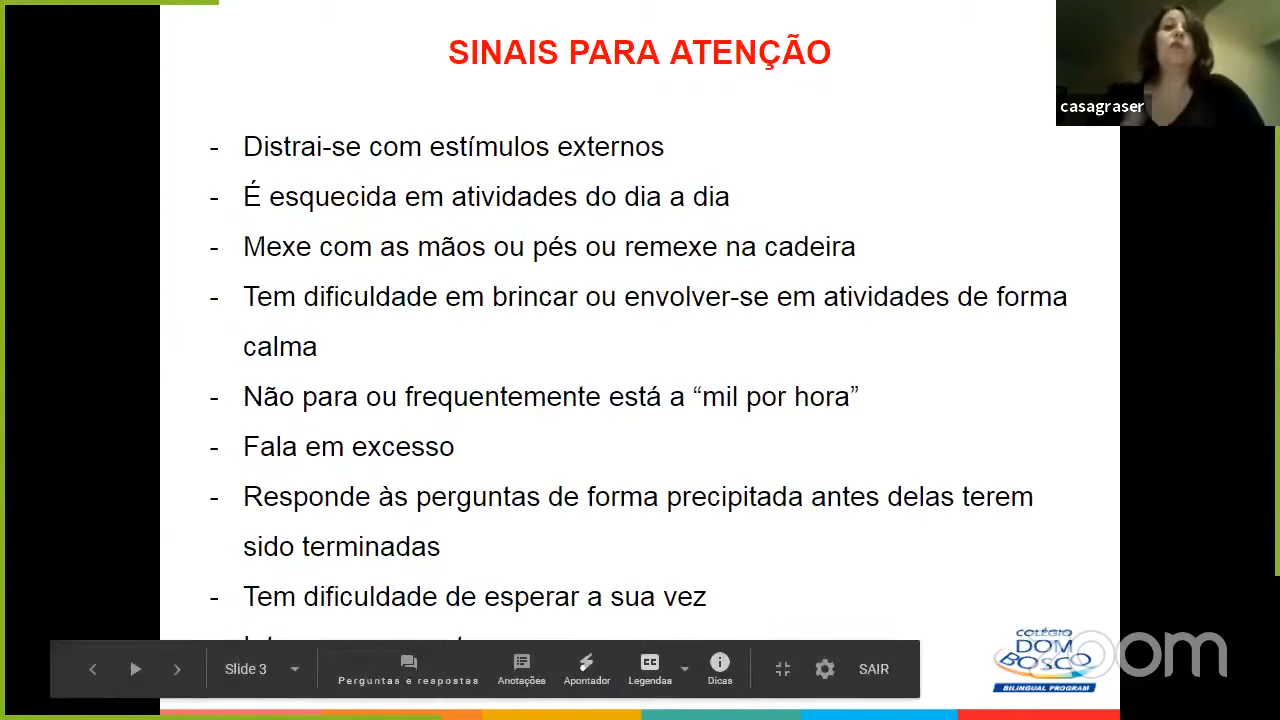 SINAIS PARA ATENÇÃO
casagraser
- Distrai-se com estímulos externos
- É esquecida em atividades do dia a dia
- Mexe com as mãos ou pés ou remexe na cadeira
- Tem dificuldade em brincar ou envolver-se em atividades de forma
calma
- Não para ou frequentemente está a “mil por hora”
- Fala em excesso
- Responde às perguntas de forma precipitada antes delas terem
sido terminadas
- Tem dificuldade de esperar a sua vez
Slide 3
Perguntas e respostas
Anotações
Apontador
Legendas
Dicas
SAIR
COLÉGIO
DOM
BOSCO
BILINGUAL PROGRAM
zoom